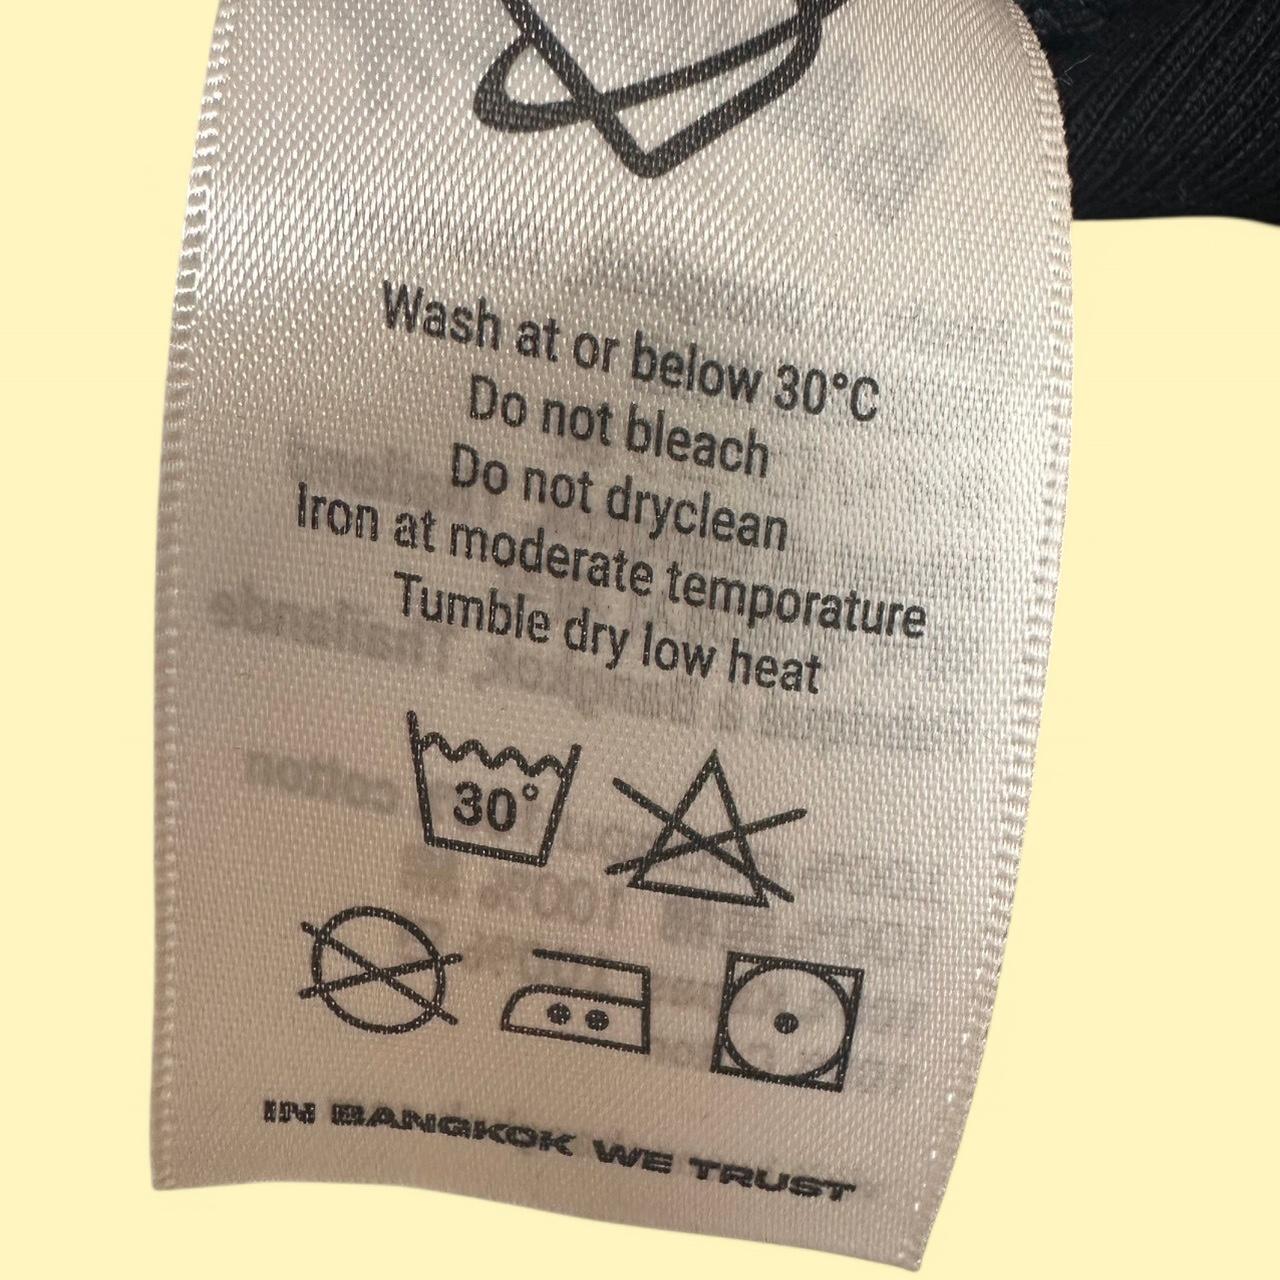 Wash at or below 30°C
Do not bleach
Do not dryclean
Iron at moderate temporature
Tumble dry low heat
30°
IN BANGKOK WE TRUST